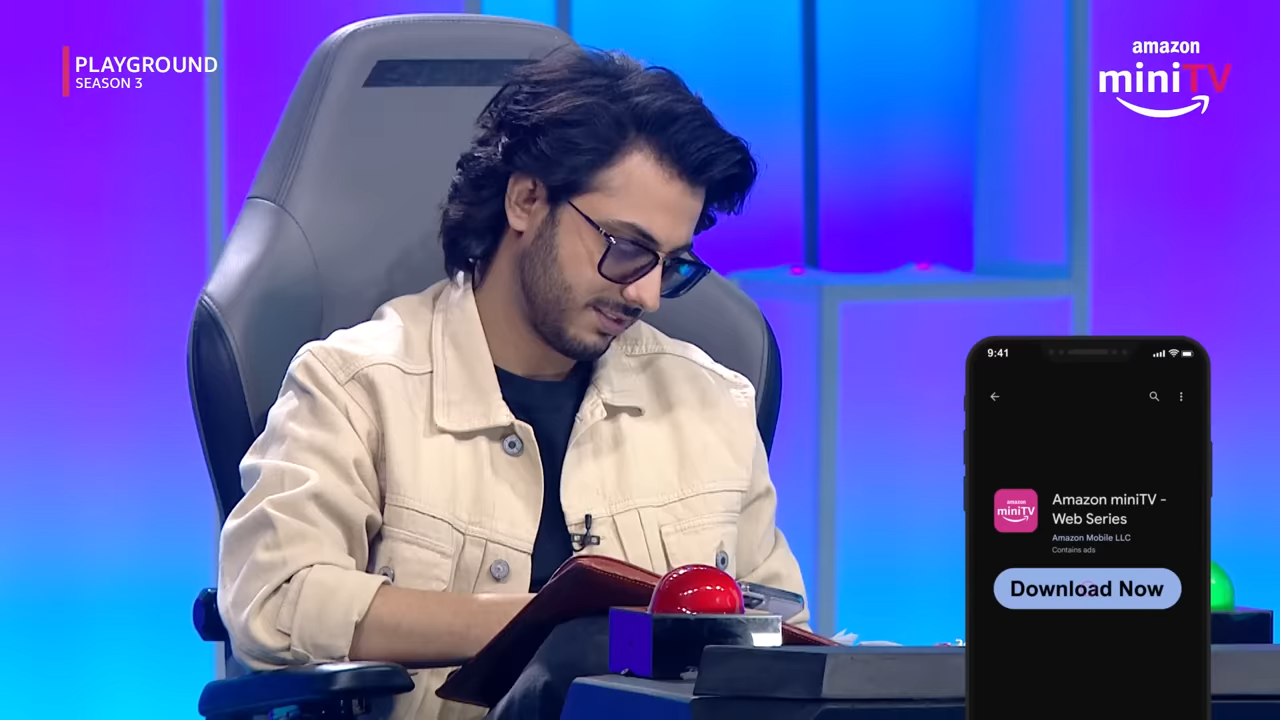 PLAYGROUND
SEASON 3
amazon
miniTV
9:41
amazon
miniTV
Amazon miniTV -
Web Series
Amazon Mobile LLC
Contains ads
Download Now